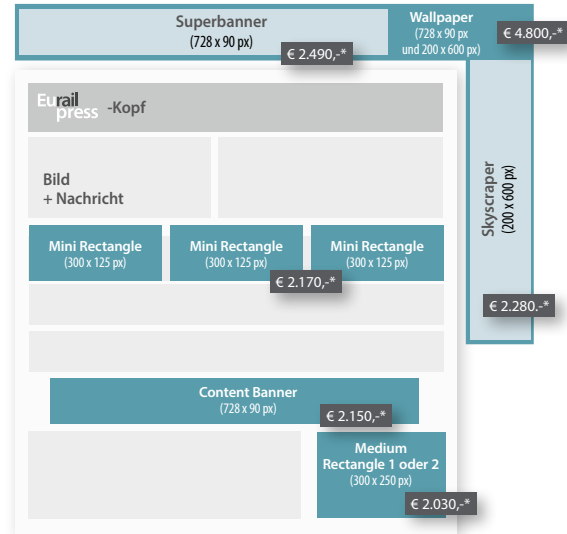 Superbanner
(728 x 90 px)
€ 2.490,-*
Wallpaper
(728 x 90 px
und 200 x 600 px)
€ 4.800,-*
Eurail
press -Kopf
Skyscraper
(200 x 600 px)
€ 2.280.-*
Bild
+ Nachricht
Mini Rectangle
(300 x 125 px)
Mini Rectangle
(300 x 125 px)
€ 2.170,-*
Mini Rectangle
(300 x 125 px)
Content Banner
(728 x 90 px)
€ 2.150,-*
Medium
Rectangle 1 oder 2
(300 x 250 px)
€ 2.030,-*